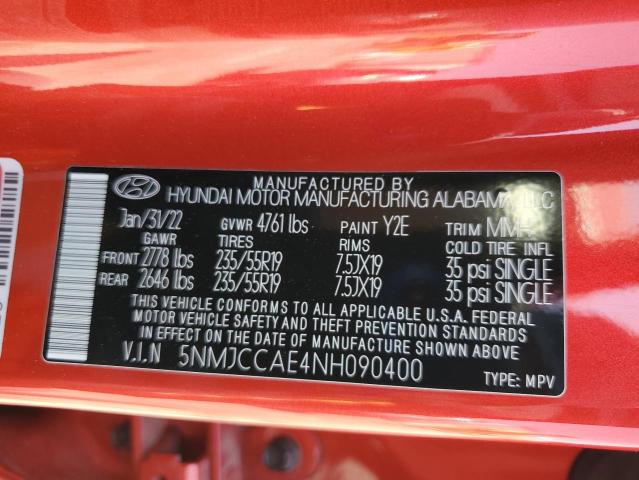 MANUFACTURED BY
HYUNDAI MOTOR MANUFACTURING ALABAMA, LLC
Jan/31/22 GVWR 4761 lbs PAINT Y2E TRIM
GAWR TIRES RIMS COLD TIRE INFL
FRONT 2778 lbs 235/55R19 7.5JX19 35 psi SINGLE
REAR 2646 lbs 235/55R19 7.5JX19 35 psi SINGLE
THIS VEHICLE CONFORMS TO ALL APPLICABLE U.S.A. FEDERAL
MOTOR VEHICLE SAFETY AND THEFT PREVENTION STANDARDS
IN EFFECT ON THE DATE OF MANUFACTURE SHOWN ABOVE.
V.I.N 5NMJCCAE4NH090400
TYPE: MPV